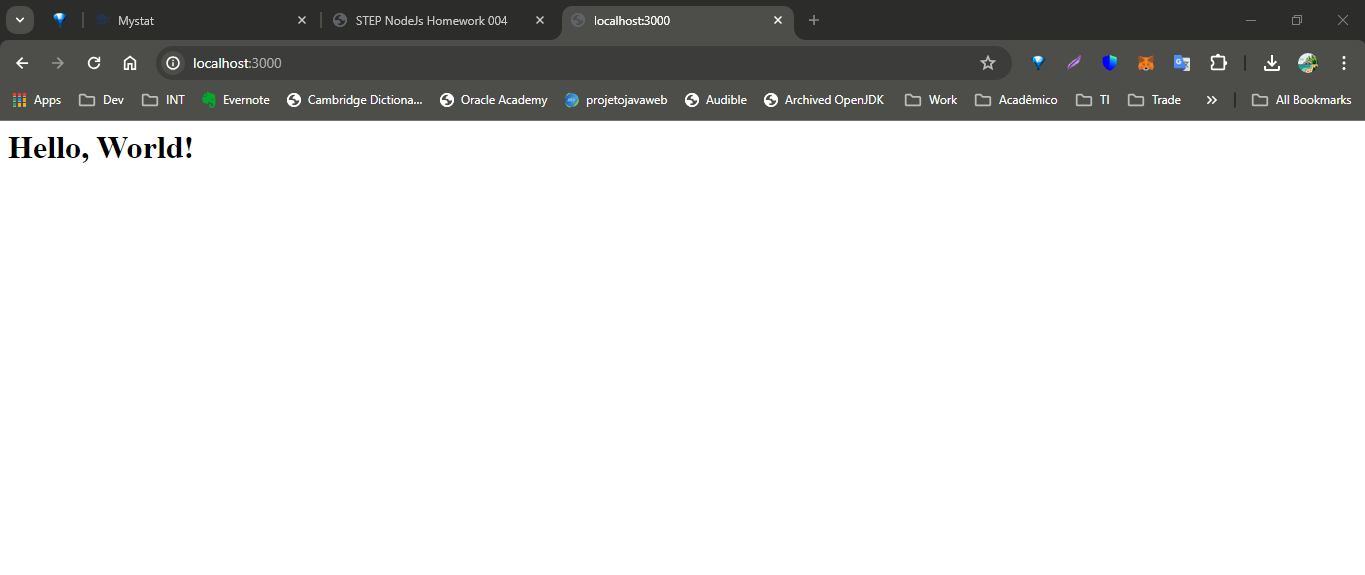 Mystat
STEP NodeJs Homework 004
localhost:3000
localhost:3000
Apps Dev INT Evernote Cambridge Dictiona... Oracle Academy projetojavaweb Audible Archived OpenJDK Work Acadêmico TI Trade All Bookmarks
Hello, World!